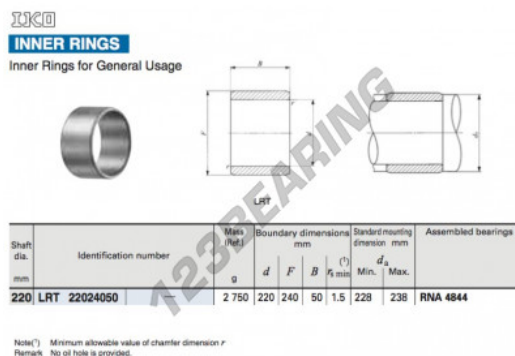 IKO
INNER RINGS
Inner Rings for General Usage
B
F
r
r
d
dₐ
LRT
123BEARING
Shaft dia. mm | Identification number | Mass (Ref.) g | Boundary dimensions mm d F B rₛ min (¹) | Standard mounting dimension mm dₐ Min. Max. | Assembled bearings
220 | LRT 22024050 | — | 2 750 | 220 | 240 | 50 | 1.5 | 228 | 238 | RNA 4844
Note(¹) Minimum allowable value of chamfer dimension r
Remark No oil hole is provided.